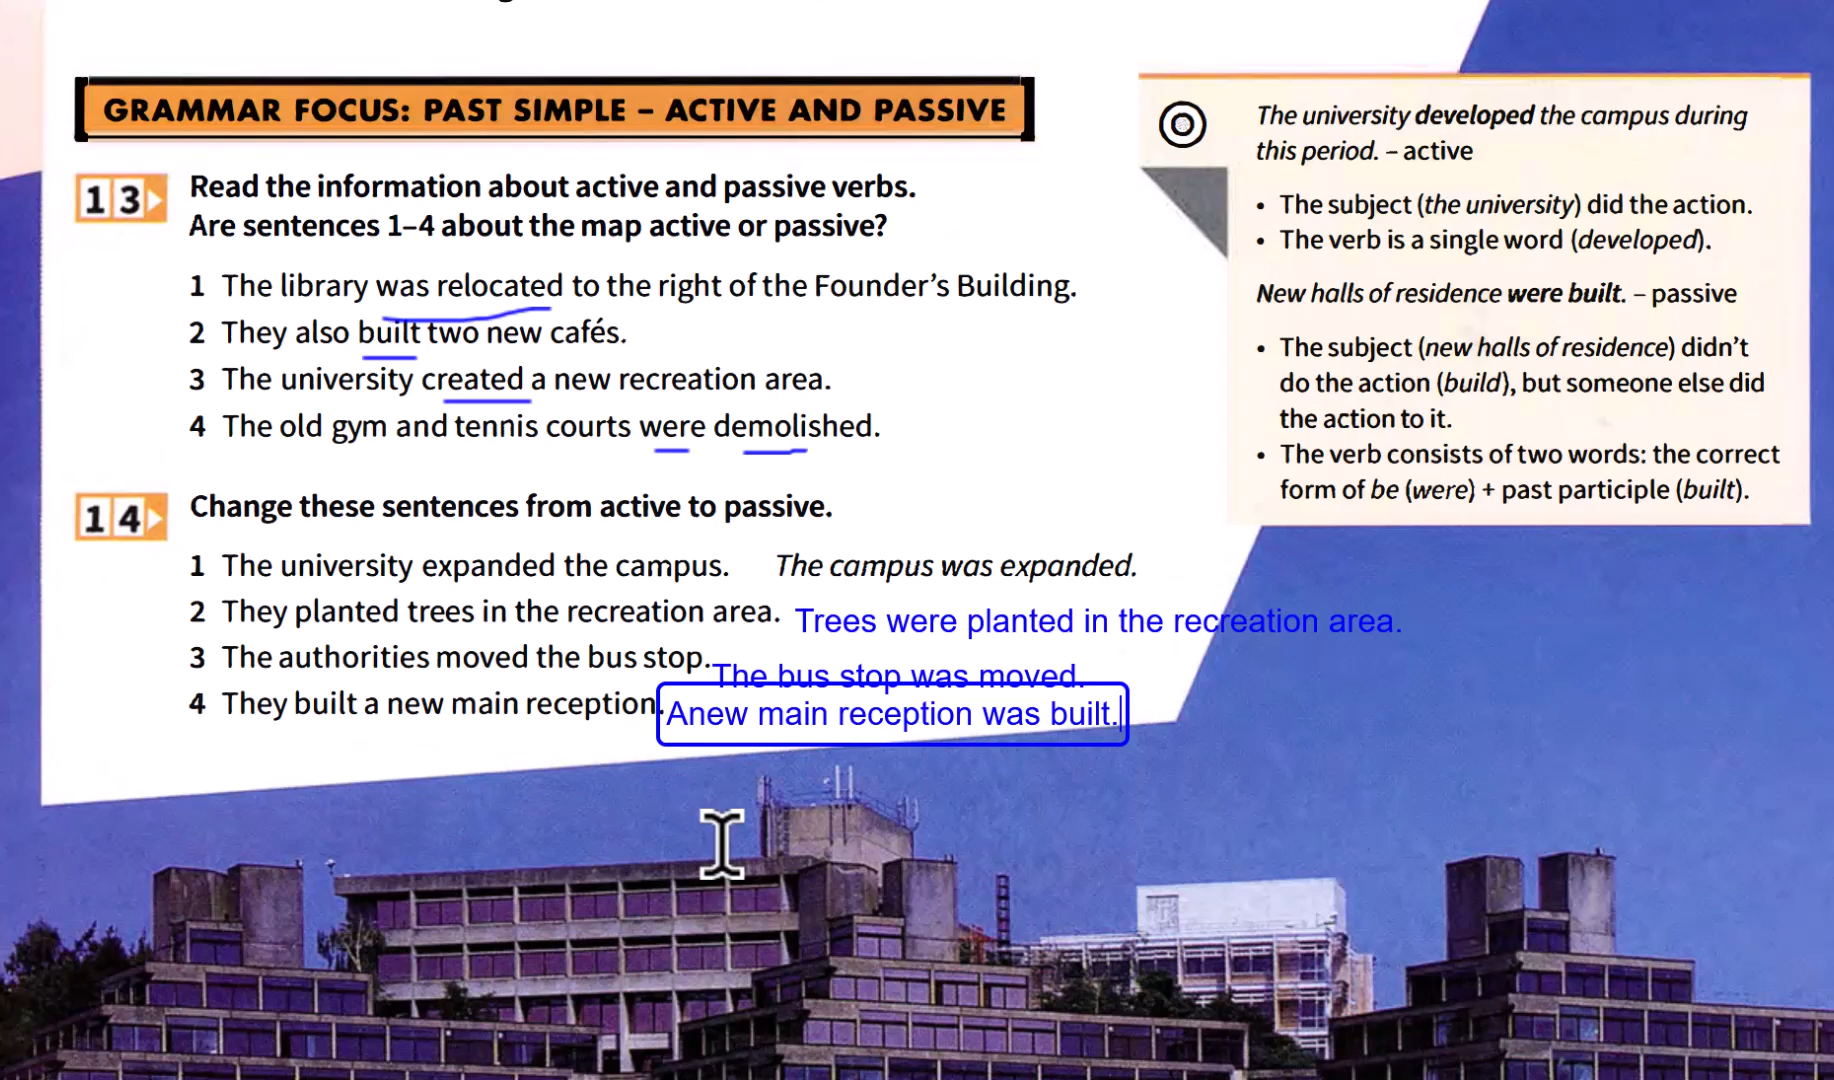 GRAMMAR FOCUS: PAST SIMPLE – ACTIVE AND PASSIVE
13
Read the information about active and passive verbs.
Are sentences 1–4 about the map active or passive?
1 The library was relocated to the right of the Founder's Building.
2 They also built two new cafés.
3 The university created a new recreation area.
4 The old gym and tennis courts were demolished.
14
Change these sentences from active to passive.
1 The university expanded the campus. The campus was expanded.
2 They planted trees in the recreation area. Trees were planted in the recreation area.
3 The authorities moved the bus stop. The bus stop was moved.
4 They built a new main reception. Anew main reception was built.
The university developed the campus during
this period. – active
• The subject (the university) did the action.
• The verb is a single word (developed).
New halls of residence were built. – passive
• The subject (new halls of residence) didn't
do the action (build), but someone else did
the action to it.
• The verb consists of two words: the correct
form of be (were) + past participle (built).